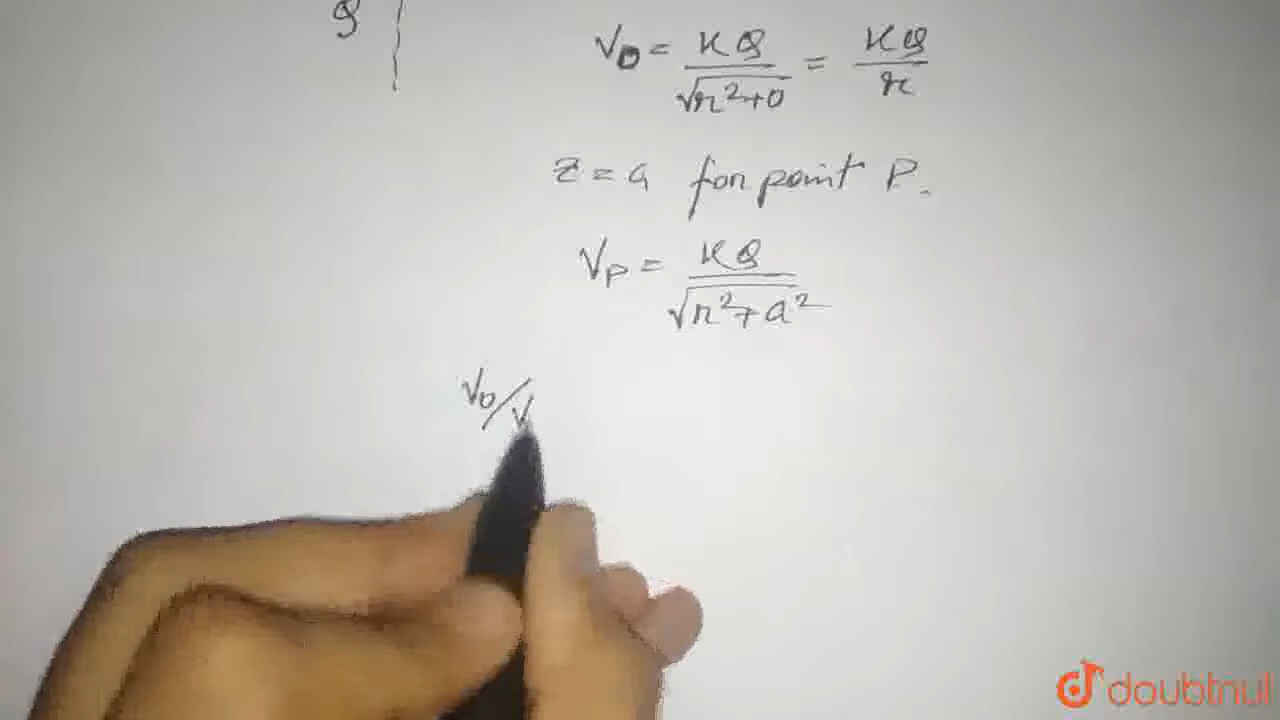 Q
V₀ = KQ/√(r²+0) = KQ/r
z = a for point P.
Vₚ = KQ/√(r²+a²)
V₀/V
doubtnut